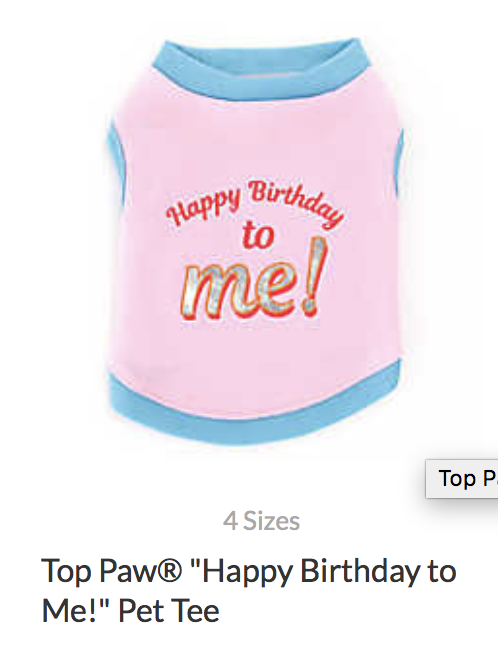 Happy Birthday
to
me!
Top P
4 Sizes
Top Paw® "Happy Birthday to
Me!" Pet Tee